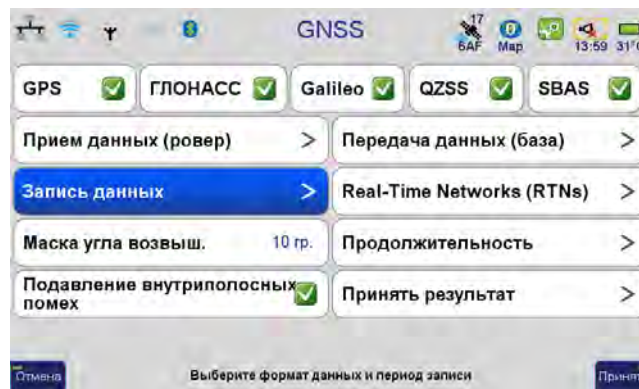 GNSS
17
6AF
Map
13:59
GPS
ГЛОНАСС
Galileo
QZSS
SBAS
Прием данных (ровер) >
Передача данных (база) >
Запись данных >
Real-Time Networks (RTNs) >
Маска угла возвыш. 10 гр.
Продолжительность >
Подавление внутриполосных
помех
Принять результат >
Отмена
Выберите формат данных и период записи